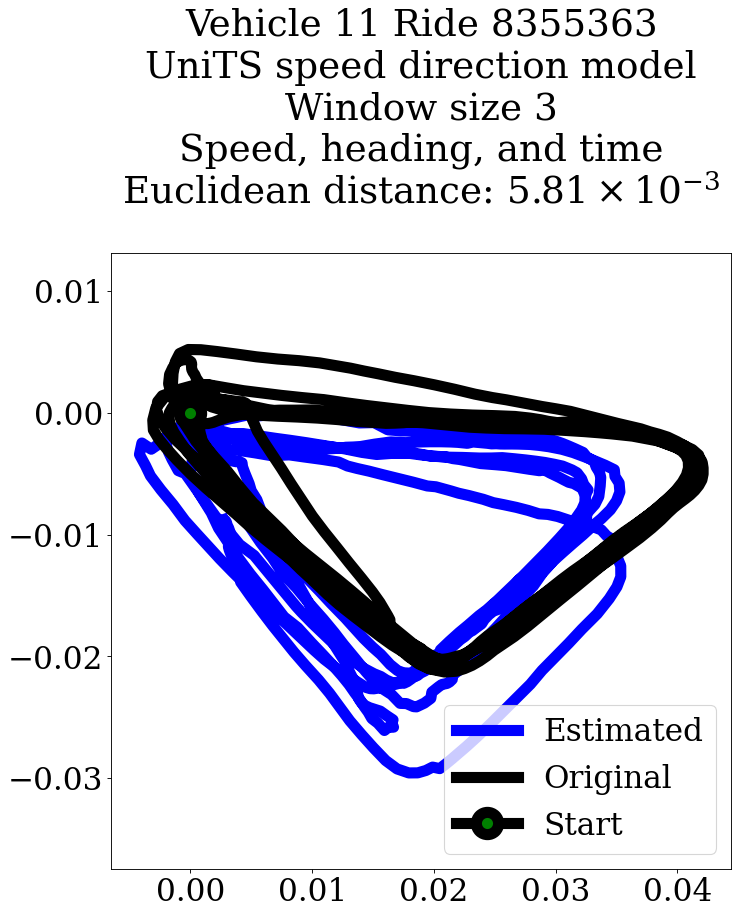 Vehicle 11 Ride 8355363
UniTS speed direction model
Window size 3
Speed, heading, and time
Euclidean distance: 5.81 × 10⁻³
0.01
0.00
−0.01
−0.02
−0.03
Estimated
Original
Start
0.00 0.01 0.02 0.03 0.04